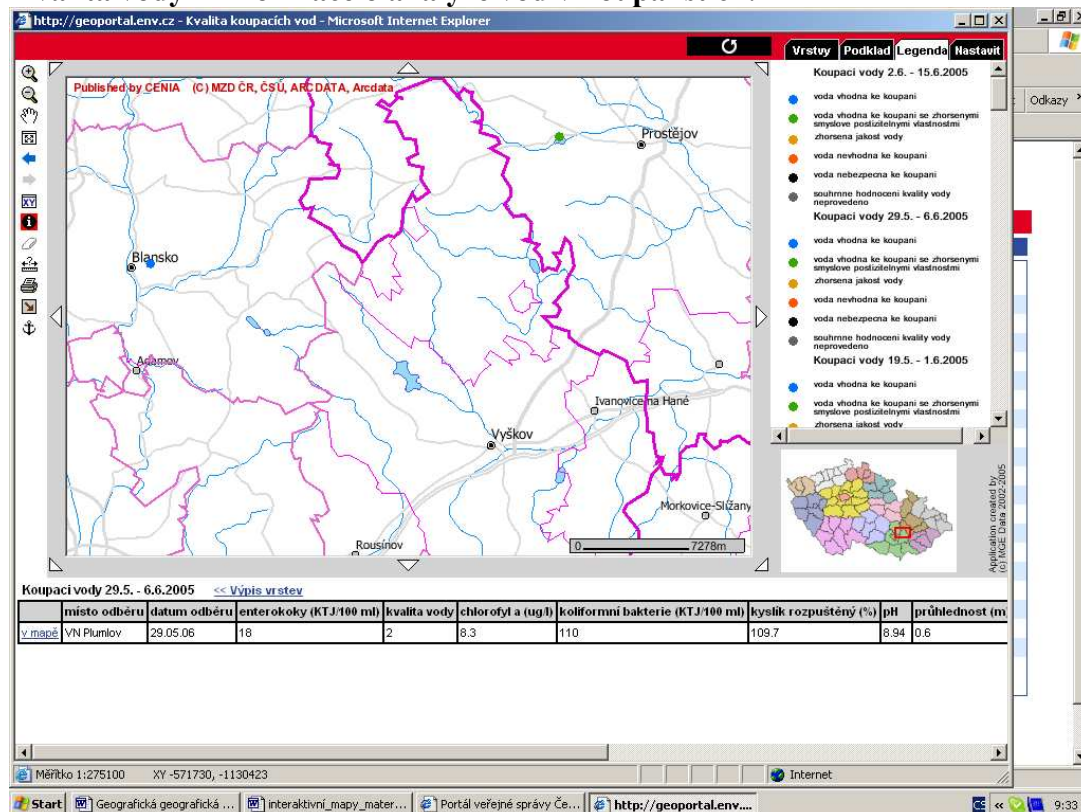 http://geoportal.env.cz - Kvalita koupacích vod - Microsoft Internet Explorer
Vrstvy Podklad Legenda Nastavit
Published by CENIA (C) MZD ČR, ČSÚ, ARCDATA, Arcdata
Prostějov
Blansko
Adamov
Ivanovice na Hané
Vyškov
Morkovice-Slížany
Rousínov
0 7278m
XY
Koupaci vody 2.6. - 15.6.2005
voda vhodna ke koupani
voda vhodna ke koupani se zhorsenymi
smyslove postizitelnymi vlastnostmi
zhorsena jakost vody
voda nevhodna ke koupani
voda nebezpecna ke koupani
souhrnne hodnoceni kvality vody
neprovedeno
Koupaci vody 29.5. - 6.6.2005
voda vhodna ke koupani
voda vhodna ke koupani se zhorsenymi
smyslove postizitelnymi vlastnostmi
zhorsena jakost vody
voda nevhodna ke koupani
voda nebezpecna ke koupani
souhrnne hodnoceni kvality vody
neprovedeno
Koupaci vody 19.5. - 1.6.2005
voda vhodna ke koupani
voda vhodna ke koupani se zhorsenymi
smyslove postizitelnymi vlastnostmi
zhorsena jakost vody
Application created by
(c) MGE Data 2002-2005
Odkazy
Koupaci vody 29.5. - 6.6.2005 << Výpis vrstev
místo odběru datum odběru enterokoky (KTJ/100 ml) kvalita vody chlorofyl a (ug/l) koliformní bakterie (KTJ/100 ml) kyslík rozpuštěný (%) pH průhlednost (m
v mapě VN Plumlov 29.05.06 18 2 8.3 110 109.7 8.94 0.6
Měřítko 1:275100 XY -571730, -1130423 Internet
Start Geografická geografická ... interaktivní_mapy_mater... Portál veřejné správy Če... http://geoportal.env.... CS « 9:33